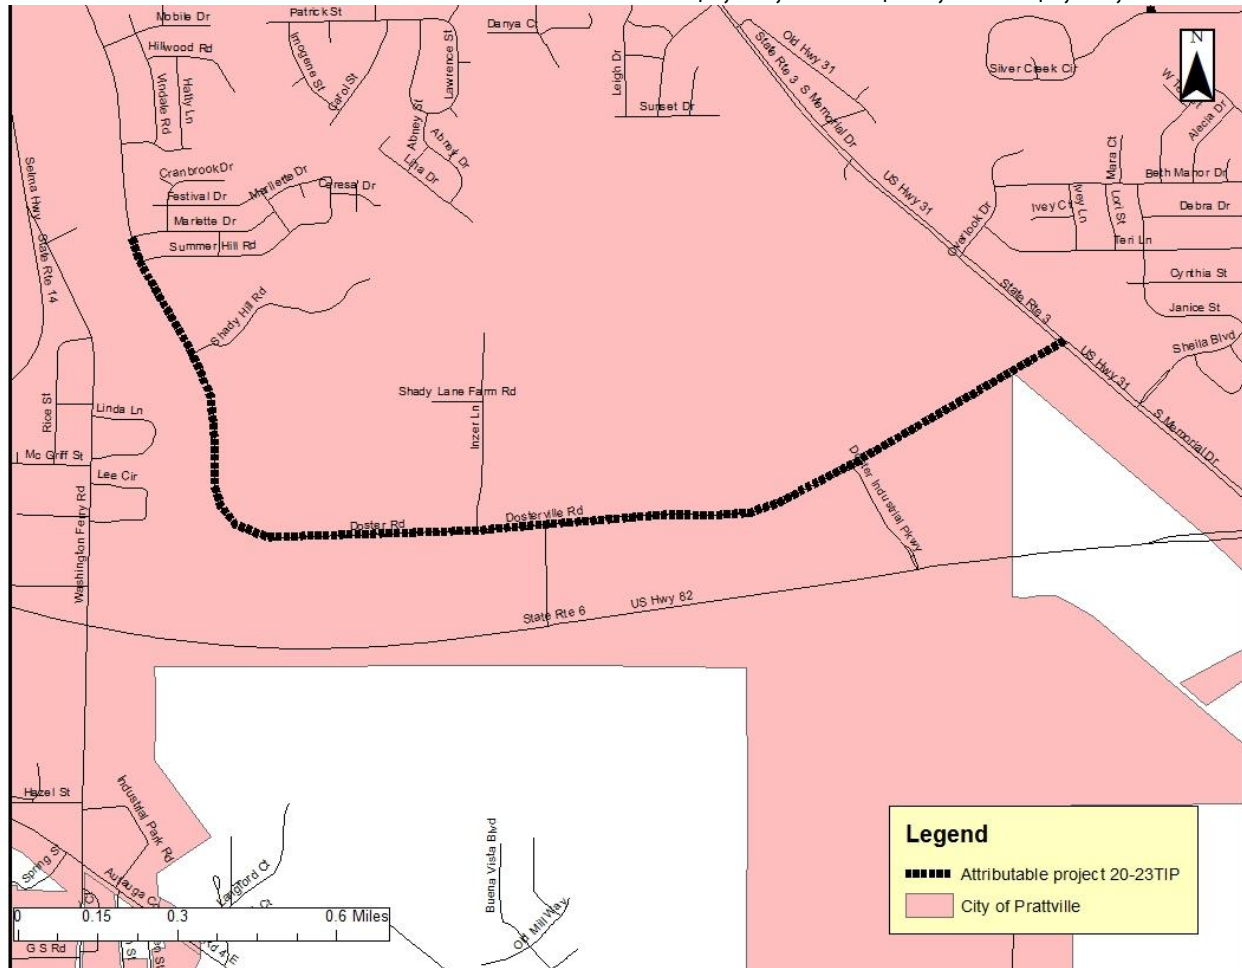 Mobile Dr
Patrick St
Danya Ct
Old Hwy 31
N
Hillwood Rd
Imogene St
Carol St
Lawrence St
Leigh Dr
State Rte 3
S Memorial Dr
Silver Creek Cir
Vindale Rd
Hatty Ln
Sunset Dr
Alecia Dr
Abney St
Abney Dr
Mara Ct
Selma Hwy
Cranbrook Dr
Marllette Dr
Teresa Dr
Lina Dr
US Hwy 31
Beth Manor Dr
Festival Dr
Ivey Ct
Ivey Ln
Lori St
Debra Dr
Marlette Dr
Overlook Dr
Summer Hill Rd
Teri Ln
State Rte 14
Cynthia St
Shady Hill Rd
State Rte 3
Janice St
US Hwy 31
Sheila Blvd
Shady Lane Farm Rd
Rice St
Linda Ln
Inzer Ln
S Memorial Dr
Mc Griff St
Lee Cir
Doster Industrial Pkwy
Washington Ferry Rd
Doster Rd
Dosterville Rd
State Rte 6
US Hwy 82
Hazel St
Industrial Park Rd
Spring St
Langford Ct
Ct
Buena Vista Blvd
Old Mill Way
Legend
Attributable project 20-23TIP
City of Prattville
0 0.15 0.3 0.6 Miles
G S Rd